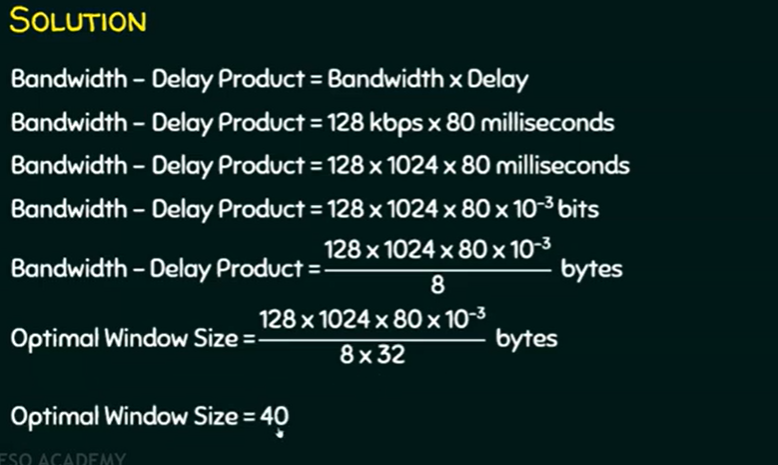 SOLUTION
Bandwidth – Delay Product = Bandwidth x Delay
Bandwidth – Delay Product = 128 kbps x 80 milliseconds
Bandwidth – Delay Product = 128 x 1024 x 80 milliseconds
Bandwidth – Delay Product = 128 x 1024 x 80 x 10⁻³ bits
Bandwidth – Delay Product = 128 x 1024 x 80 x 10⁻³ / 8 bytes
Optimal Window Size = 128 x 1024 x 80 x 10⁻³ / 8 x 32 bytes
Optimal Window Size = 40
ESO ACADEMY